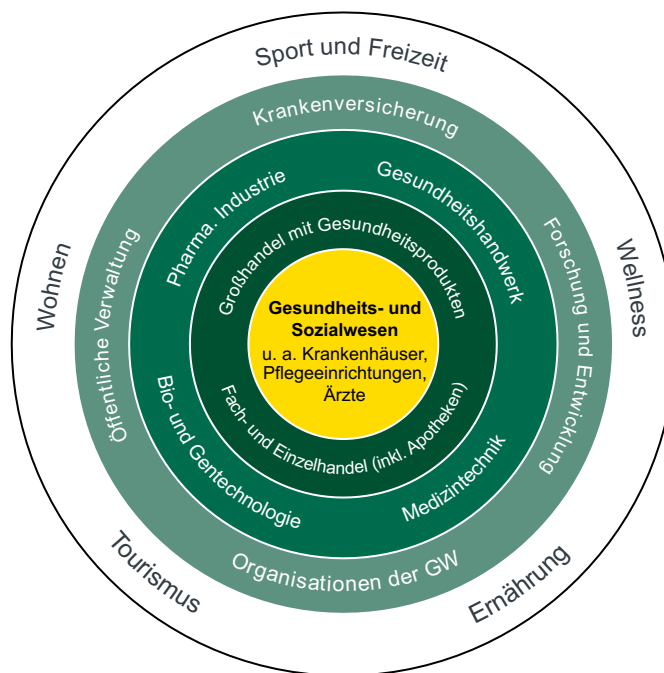 Sport und Freizeit
Krankenversicherung
Pharma. Industrie
Gesundheitshandwerk
Großhandel mit Gesundheitsprodukten
Wohnen
Öffentliche Verwaltung
Gesundheits- und
Sozialwesen
u. a. Krankenhäuser,
Pflegeeinrichtungen,
Ärzte
Forschung und Entwicklung
Wellness
Fach- und Einzelhandel (inkl. Apotheken)
Bio- und Gentechnologie
Medizintechnik
Organisationen der GW
Tourismus
Ernährung